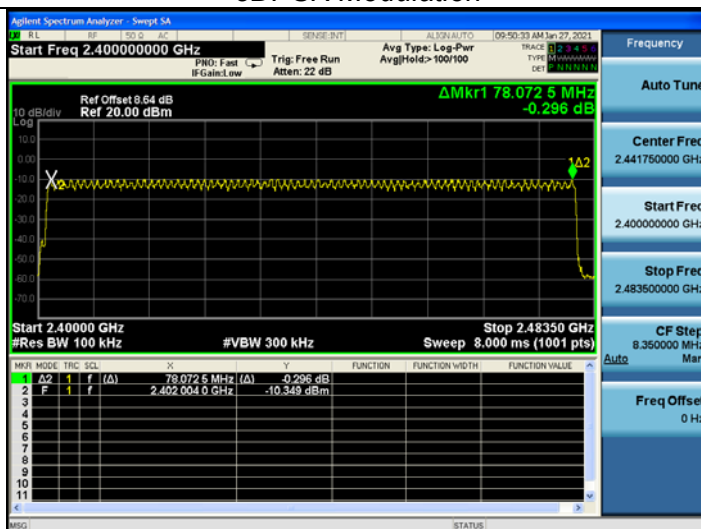 Agilent Spectrum Analyzer - Swept SA
RL RF 50 Ω AC SENSE:INT ALIGN AUTO 09:50:33 AM Jan 27, 2021
Start Freq 2.400000000 GHz
PNO: Fast Trig: Free Run Avg Type: Log-Pwr TRACE 1 2 3 4 5 6
IFGain:Low Atten: 22 dB Avg|Hold:> 100/100 TYPE M
DET P N N N N N
Frequency
Auto Tune
Ref Offset 8.64 dB ΔMkr1 78.072 5 MHz
10 dB/div Ref 20.00 dBm -0.296 dB
Log
10.0
0.00
-10.0
-20.0
-30.0
-40.0
-50.0
-60.0
-70.0
1Δ2
2
Center Freq
2.441750000 GHz
Start Freq
2.400000000 GHz
Stop Freq
2.483500000 GHz
CF Step
8.350000 MHz
Auto Man
Freq Offset
0 Hz
Start 2.40000 GHz Stop 2.48350 GHz
#Res BW 100 kHz #VBW 300 kHz Sweep 8.000 ms (1001 pts)
MKR MODE TRC SCL X Y FUNCTION FUNCTION WIDTH FUNCTION VALUE
1 Δ2 1 f (Δ) 78.072 5 MHz (Δ) -0.296 dB
2 F 1 f 2.402 004 0 GHz -10.349 dBm
3
4
5
6
7
8
9
10
11
MSG STATUS